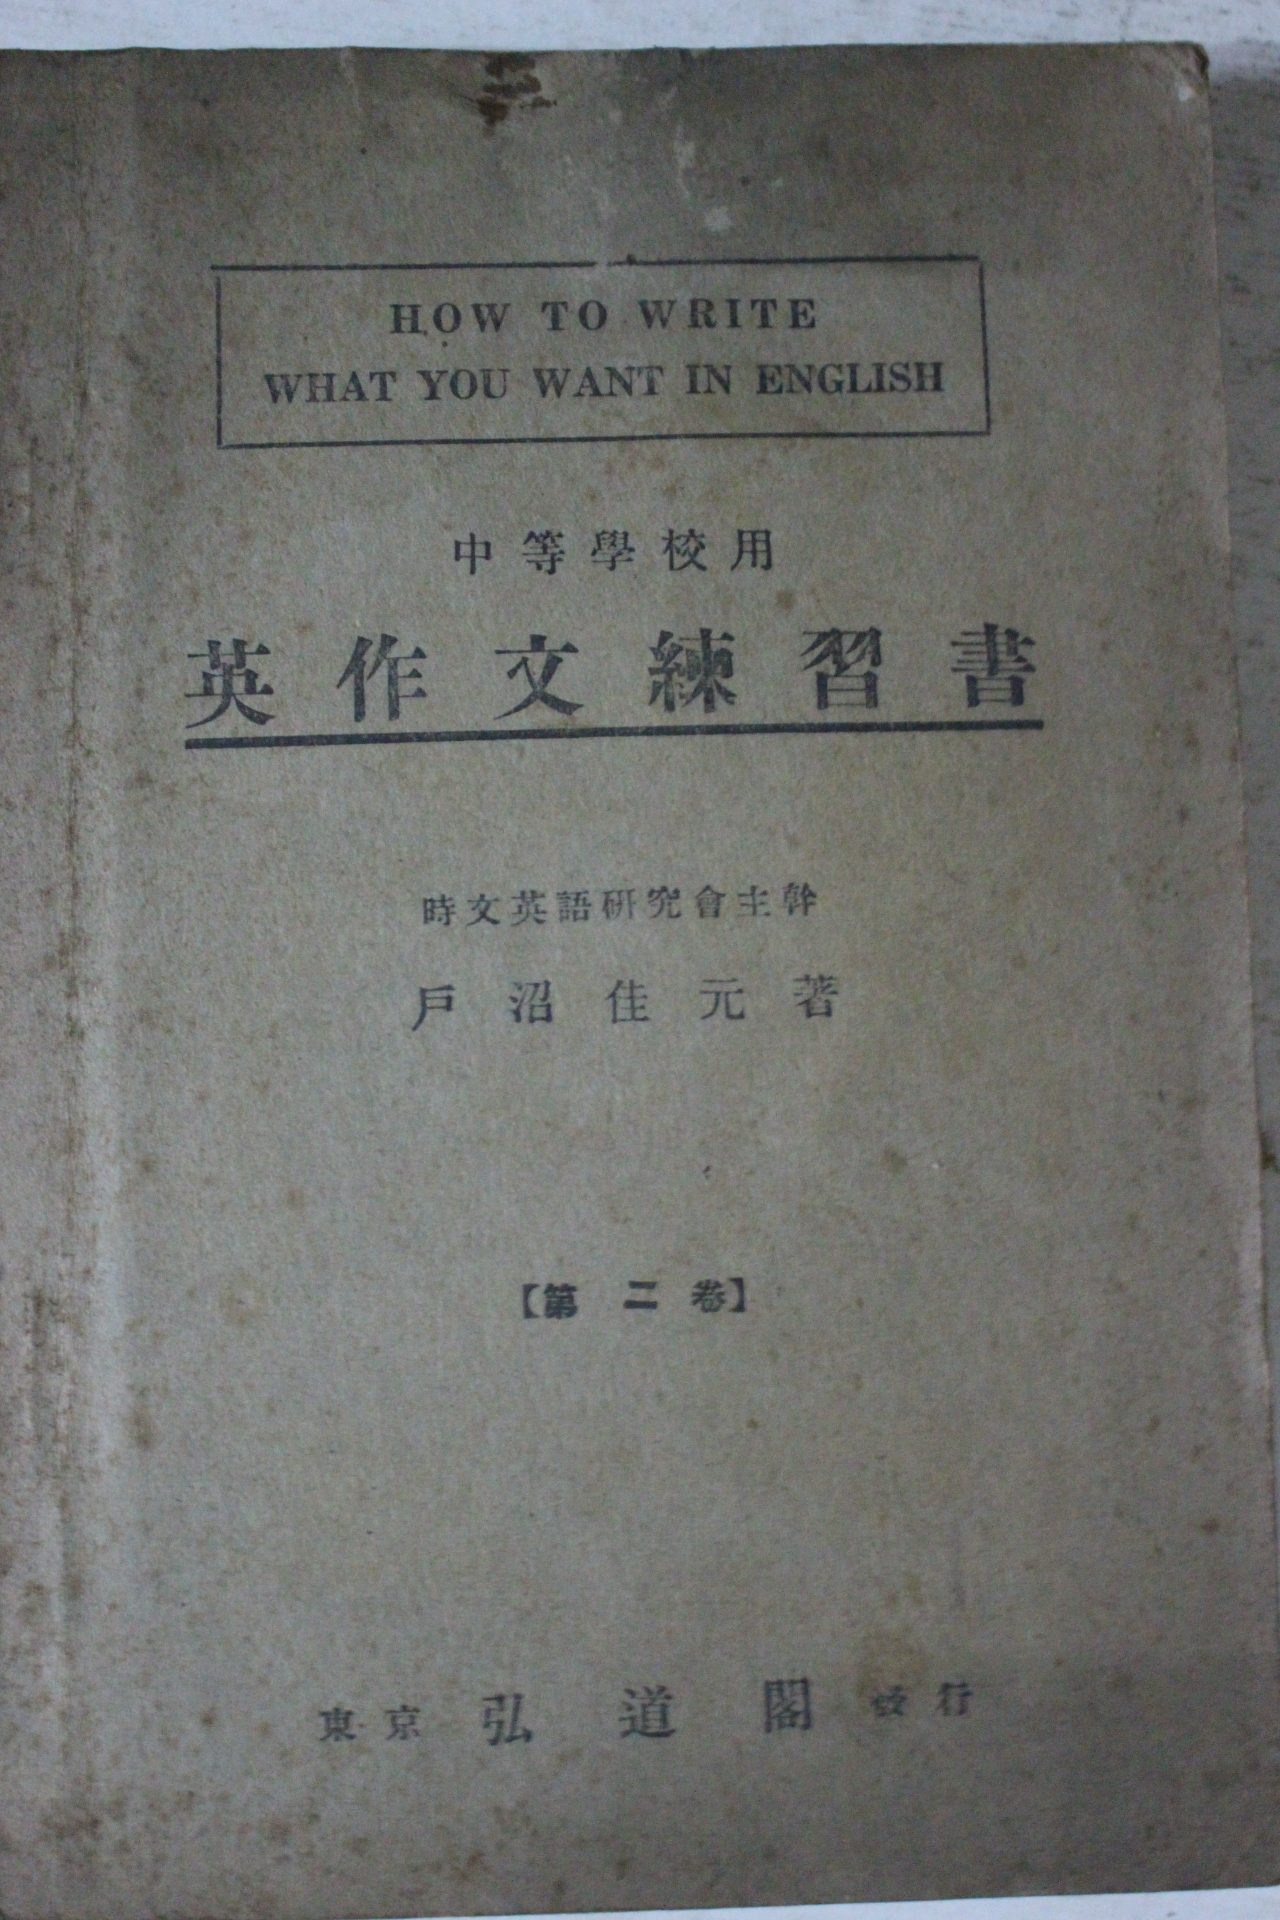 HOW TO WRITE
WHAT YOU WANT IN ENGLISH
中等學校用
英作文練習書
時文英語硏究會主幹
戶沼佳元著
【第二卷】
東京 弘道閣 發行